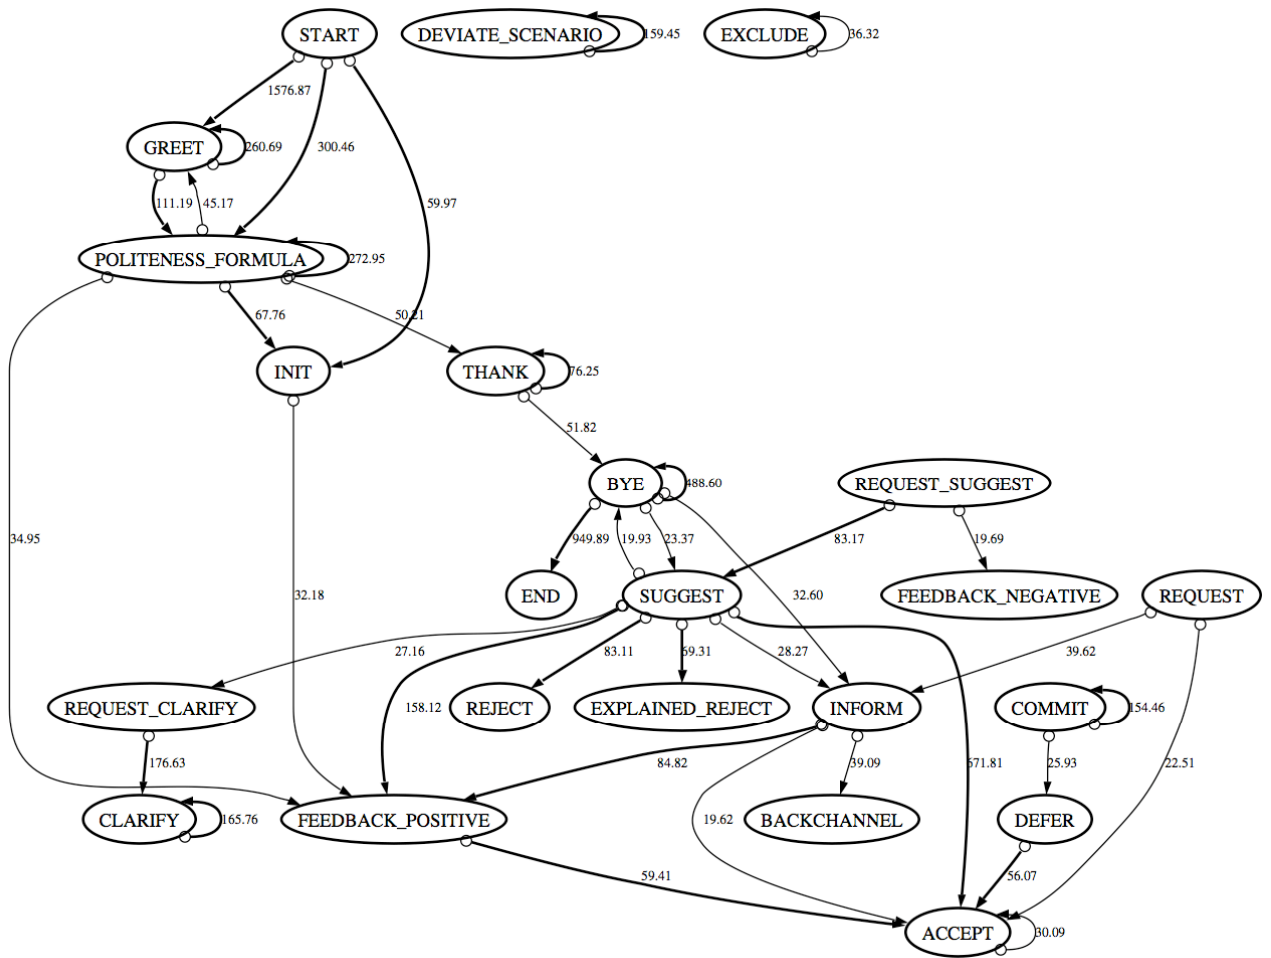 START
DEVIATE_SCENARIO
159.45
EXCLUDE
36.32
1576.87
GREET
260.69
300.46
111.19
45.17
59.97
POLITENESS_FORMULA
272.95
67.76
50.21
INIT
THANK
76.25
51.82
BYE
488.60
REQUEST_SUGGEST
34.95
949.89
19.93
23.37
83.17
19.69
32.18
END
SUGGEST
32.60
FEEDBACK_NEGATIVE
REQUEST
27.16
83.11
59.31
28.27
39.62
REQUEST_CLARIFY
158.12
REJECT
EXPLAINED_REJECT
INFORM
COMMIT
154.46
176.63
84.82
39.09
571.81
25.93
22.51
CLARIFY
165.76
FEEDBACK_POSITIVE
19.62
BACKCHANNEL
DEFER
59.41
56.07
ACCEPT
30.09